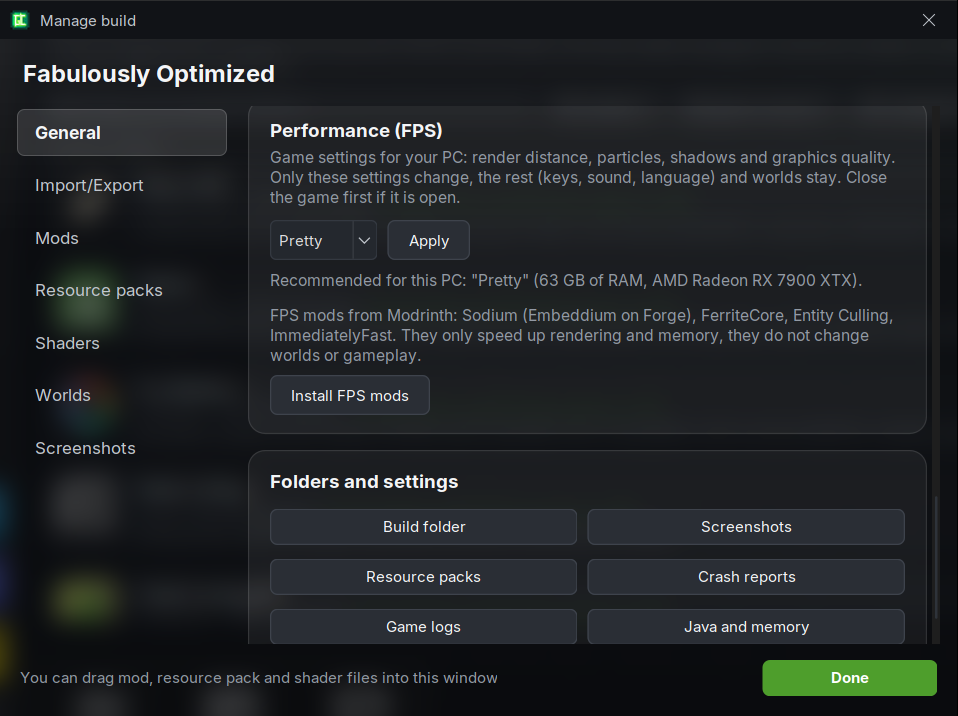 Manage build
Fabulously Optimized
General
Import/Export
Mods
Resource packs
Shaders
Worlds
Screenshots
Performance (FPS)
Game settings for your PC: render distance, particles, shadows and graphics quality.
Only these settings change, the rest (keys, sound, language) and worlds stay. Close
the game first if it is open.
Pretty
Apply
Recommended for this PC: "Pretty" (63 GB of RAM, AMD Radeon RX 7900 XTX).
FPS mods from Modrinth: Sodium (Embeddium on Forge), FerriteCore, Entity Culling,
ImmediatelyFast. They only speed up rendering and memory, they do not change
worlds or gameplay.
Install FPS mods
Folders and settings
Build folder
Screenshots
Resource packs
Crash reports
Game logs
Java and memory
You can drag mod, resource pack and shader files into this window
Done